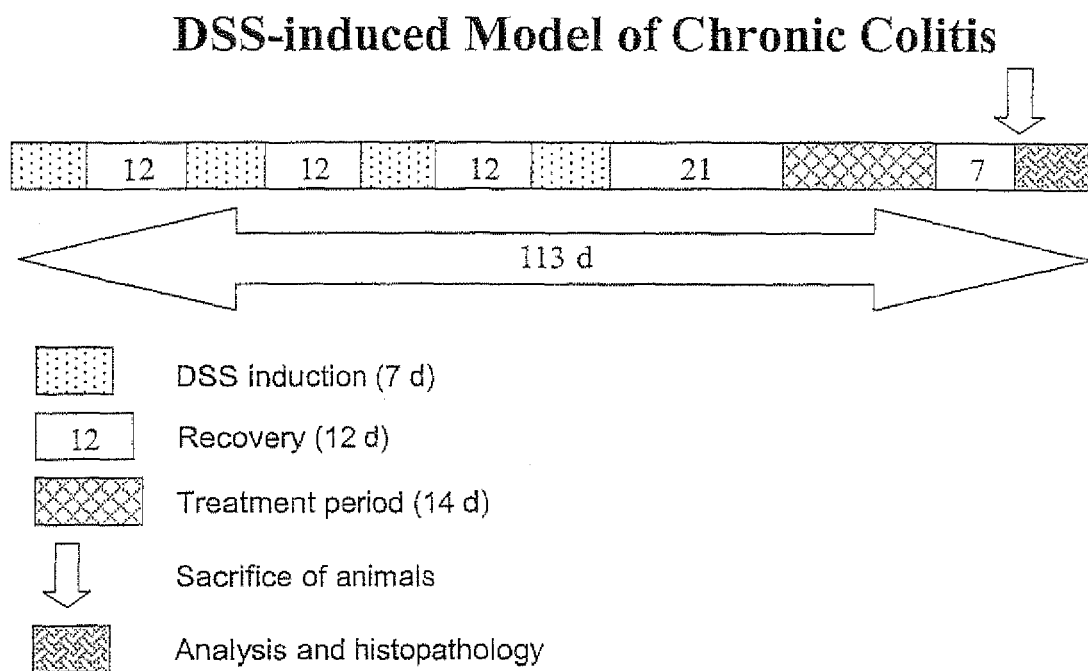 DSS-induced Model of Chronic Colitis
12 12 12 21 7
113 d
DSS induction (7 d)
12 Recovery (12 d)
Treatment period (14 d)
Sacrifice of animals
Analysis and histopathology